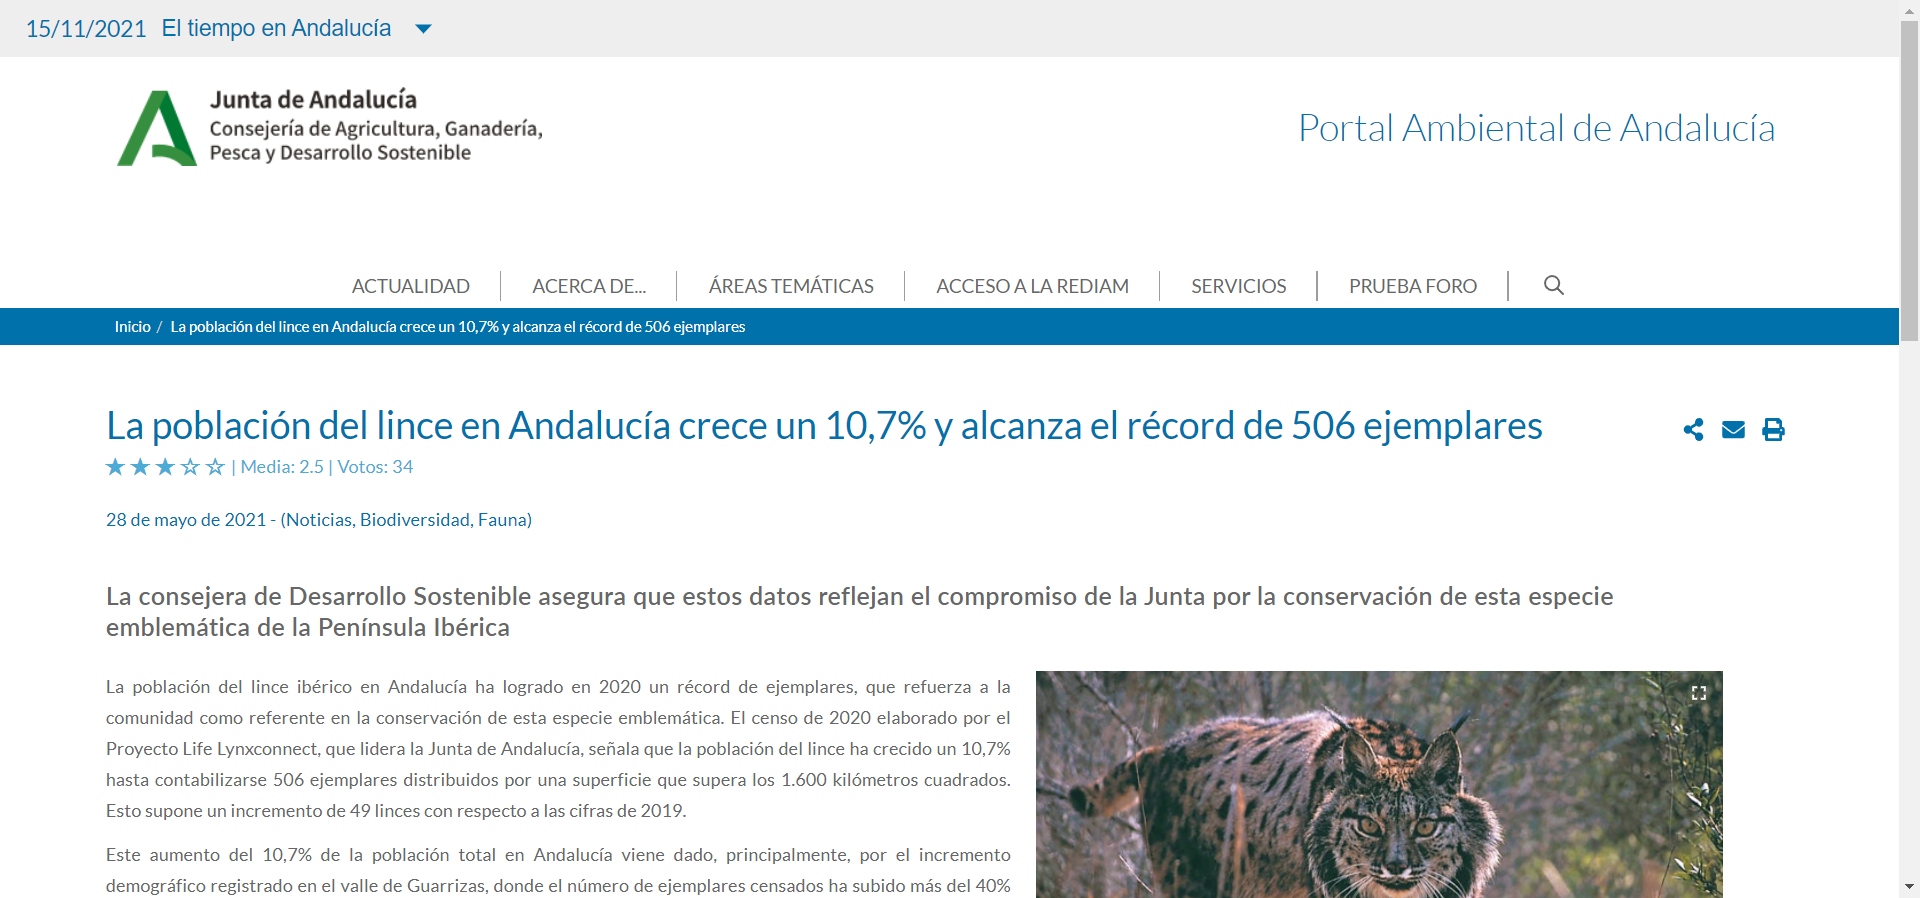 15/11/2021 El tiempo en Andalucía
Junta de Andalucía
Consejería de Agricultura, Ganadería,
Pesca y Desarrollo Sostenible
Portal Ambiental de Andalucía
ACTUALIDAD
ACERCA DE...
ÁREAS TEMÁTICAS
ACCESO A LA REDIAM
SERVICIOS
PRUEBA FORO
Inicio / La población del lince en Andalucía crece un 10,7% y alcanza el récord de 506 ejemplares
La población del lince en Andalucía crece un 10,7% y alcanza el récord de 506 ejemplares
| Media: 2.5 | Votos: 34
28 de mayo de 2021 - (Noticias, Biodiversidad, Fauna)
La consejera de Desarrollo Sostenible asegura que estos datos reflejan el compromiso de la Junta por la conservación de esta especie
emblemática de la Península Ibérica
La población del lince ibérico en Andalucía ha logrado en 2020 un récord de ejemplares, que refuerza a la
comunidad como referente en la conservación de esta especie emblemática. El censo de 2020 elaborado por el
Proyecto Life Lynxconnect, que lidera la Junta de Andalucía, señala que la población del lince ha crecido un 10,7%
hasta contabilizarse 506 ejemplares distribuidos por una superficie que supera los 1.600 kilómetros cuadrados.
Esto supone un incremento de 49 linces con respecto a las cifras de 2019.
Este aumento del 10,7% de la población total en Andalucía viene dado, principalmente, por el incremento
demográfico registrado en el valle de Guarrizas, donde el número de ejemplares censados ha subido más del 40%